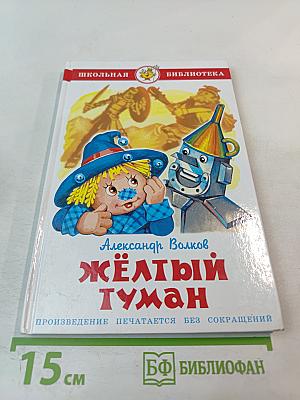 ШКОЛЬНАЯ БИБЛИОТЕКА
Александр Волков
ЖЁЛТЫЙ
ТУМАН
ПРОИЗВЕДЕНИЕ ПЕЧАТАЕТСЯ БЕЗ СОКРАЩЕНИЙ
15 см
БФ БИБЛИОФАН